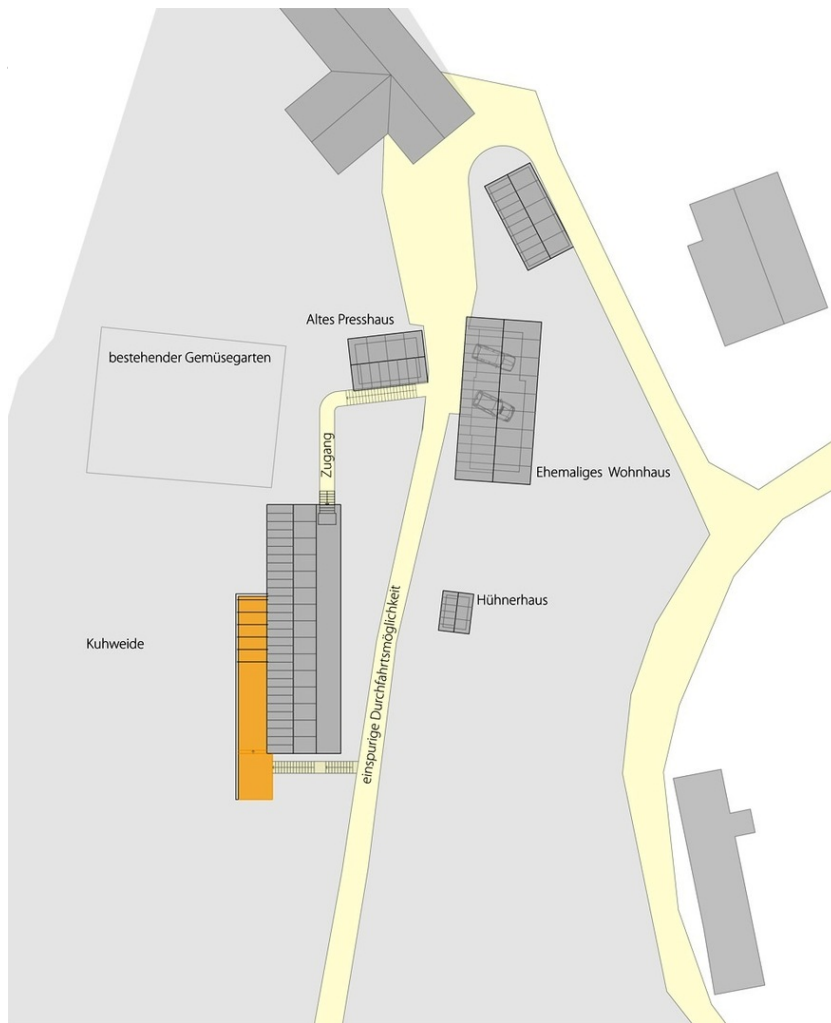 Altes Presshaus
bestehender Gemüsegarten
Zugang
Ehemaliges Wohnhaus
Hühnerhaus
einspurige Durchfahrtsmöglichkeit
Kuhweide